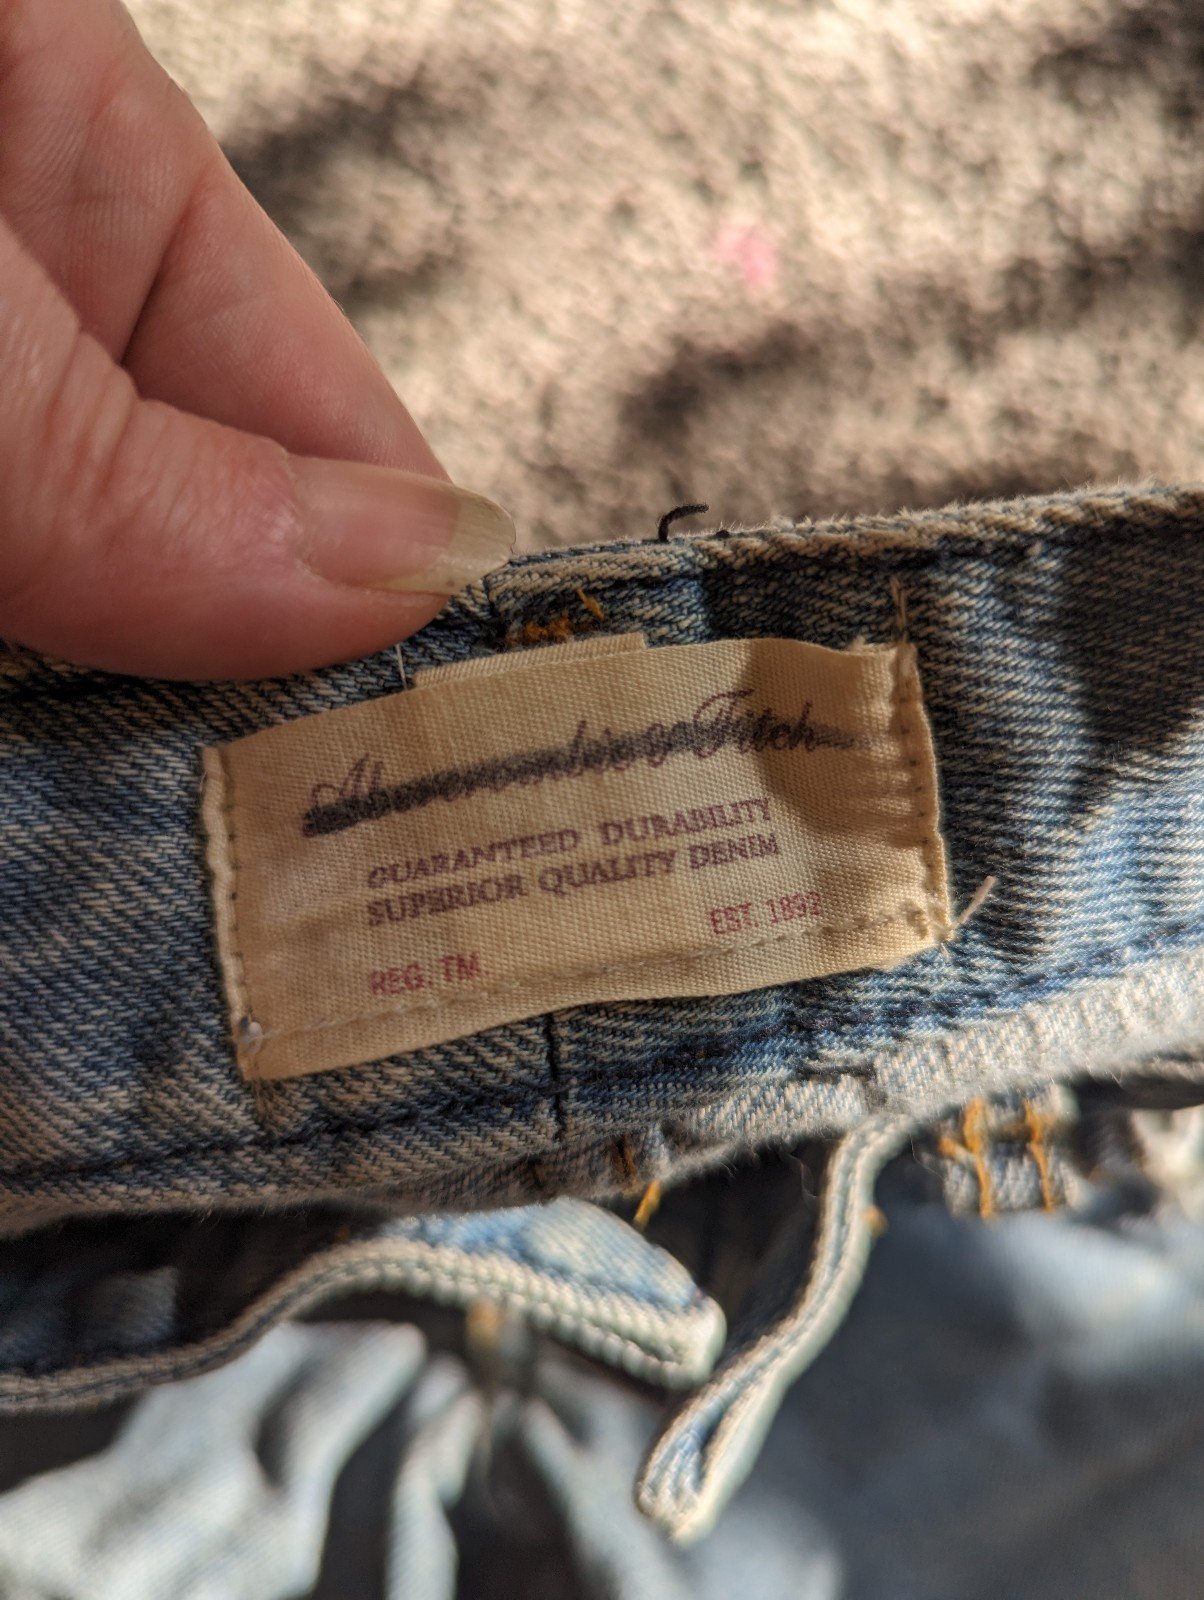 Abercrombie & Fitch
GUARANTEED DURABILITY
SUPERIOR QUALITY DENIM
EST. 1892
REG. TM